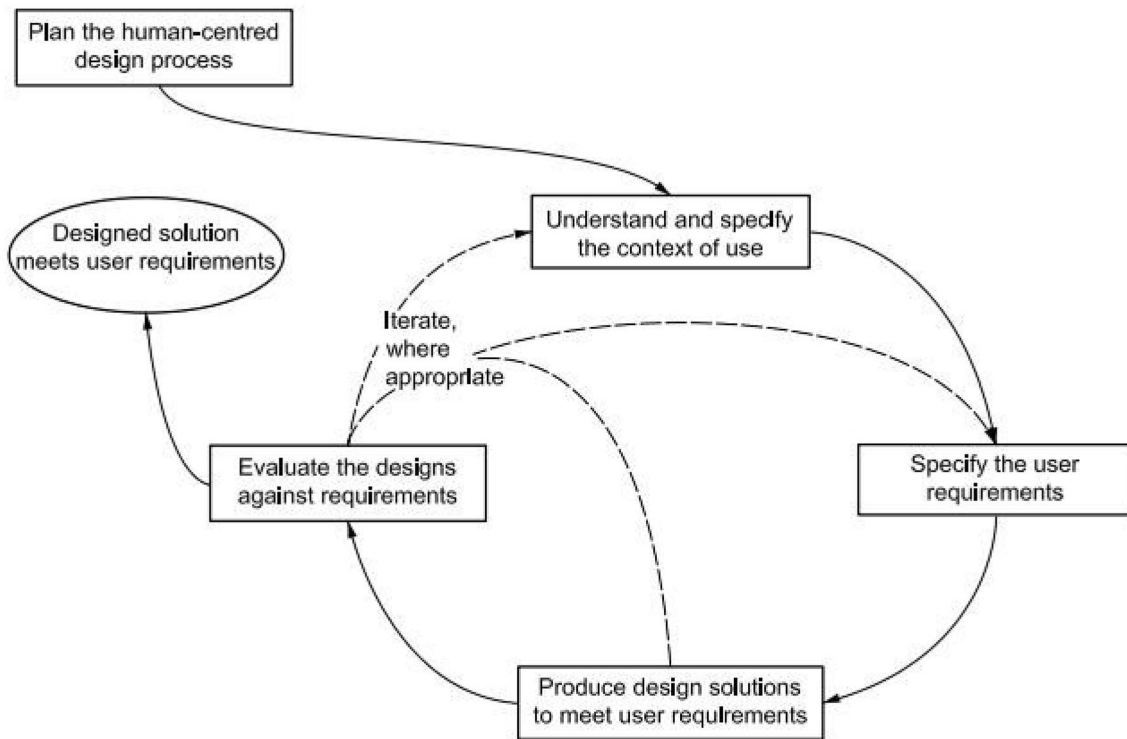 Plan the human-centred
design process
Understand and specify
the context of use
Designed solution
meets user requirements
Iterate,
where
appropriate
Evaluate the designs
against requirements
Specify the user
requirements
Produce design solutions
to meet user requirements